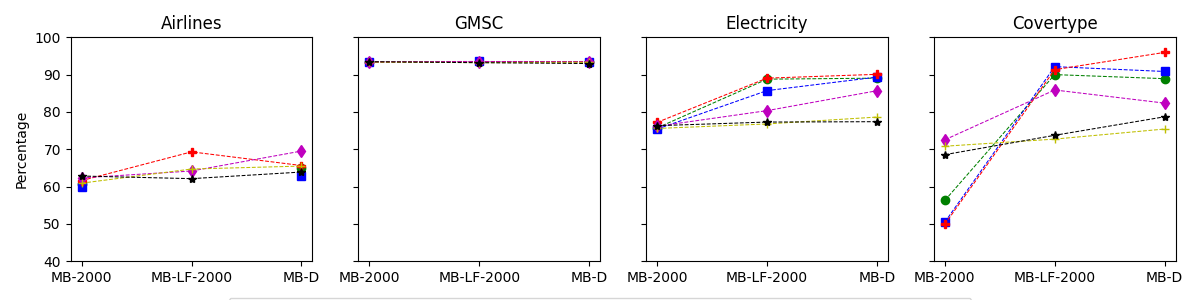 Airlines
GMSC
Electricity
Covertype
Percentage
100
90
80
70
60
50
40
MB-2000
MB-LF-2000
MB-D
MB-2000
MB-LF-2000
MB-D
MB-2000
MB-LF-2000
MB-D
MB-2000
MB-LF-2000
MB-D